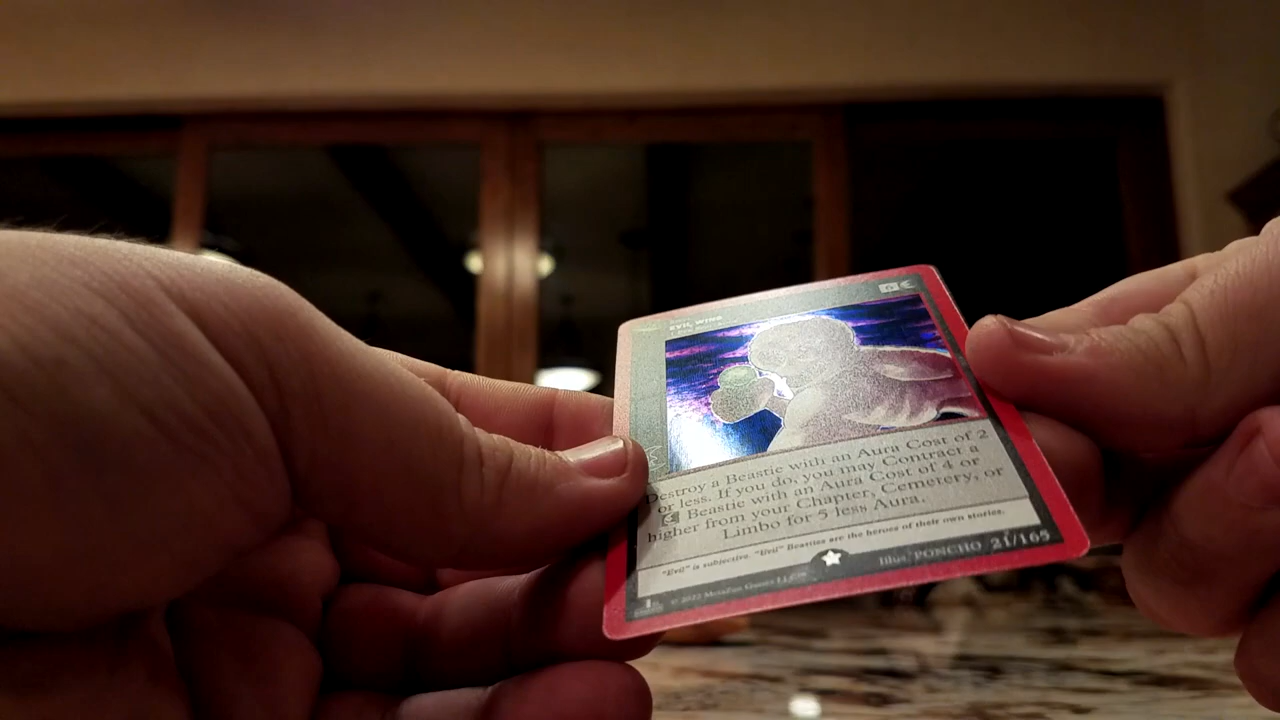 EVIL WINS
Destroy a Beastie with an Aura Cost of 2
or less. If you do, you may Contract a
Beastie with an Aura Cost of 4 or
higher from your Chapter, Cemetery, or
Limbo for 5 less Aura.
"Evil" is subjective. "Evil" Beasties are the heroes of their own stories.
© 2022 MetaZoo Games LLC
Illus. PONCHO 21/165